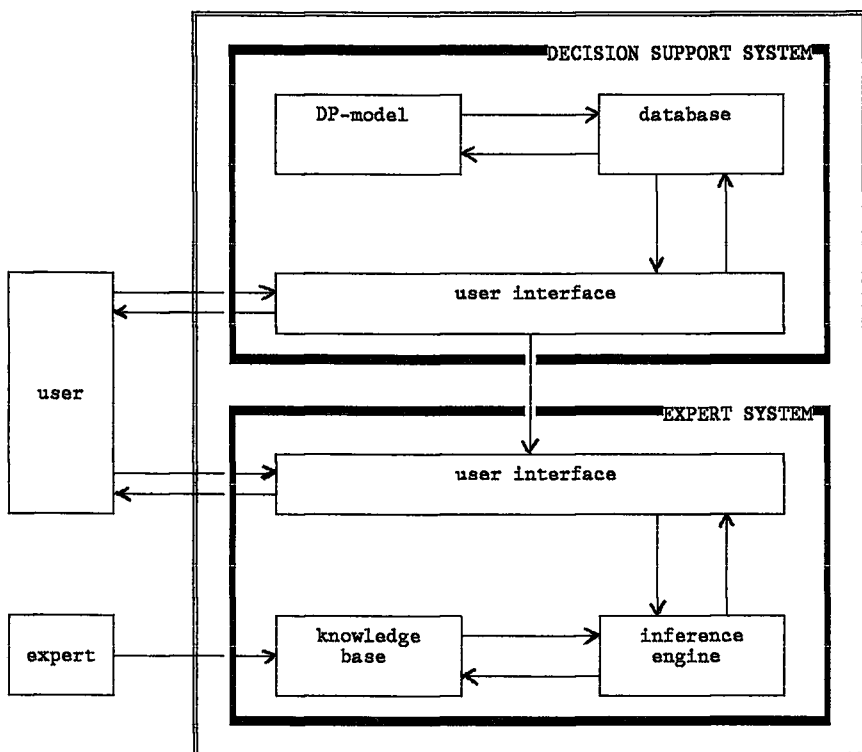 DECISION SUPPORT SYSTEM
DP-model
database
user interface
user
EXPERT SYSTEM
user interface
expert
knowledge
base
inference
engine